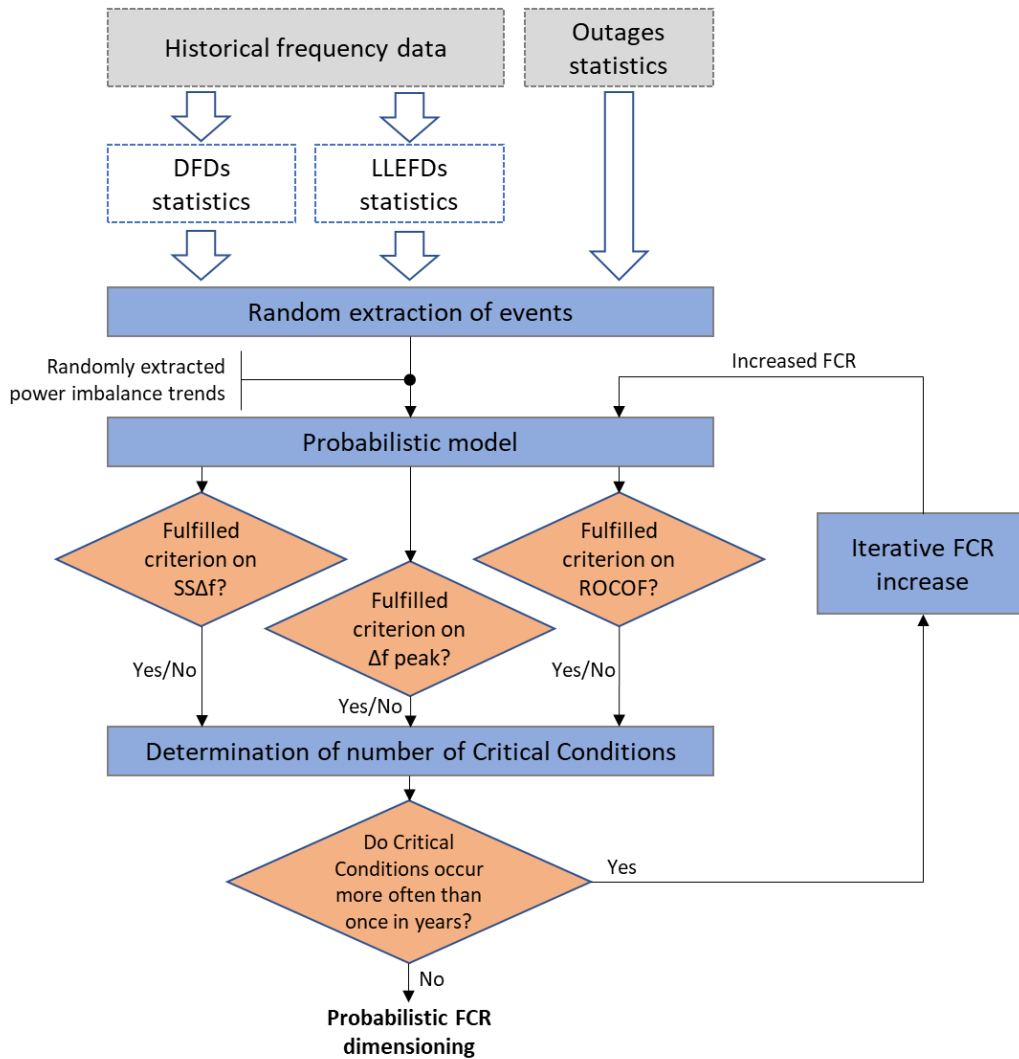 Historical frequency data
Outages
statistics
DFDs
statistics
LLEFDs
statistics
Random extraction of events
Randomly extracted
power imbalance trends
Increased FCR
Probabilistic model
Fulfilled
criterion on
SSΔf?
Fulfilled
criterion on
Δf peak?
Fulfilled
criterion on
ROCOF?
Iterative FCR
increase
Yes/No
Yes/No
Yes/No
Determination of number of Critical Conditions
Do Critical
Conditions occur
more often than
once in years?
Yes
No
Probabilistic FCR
dimensioning